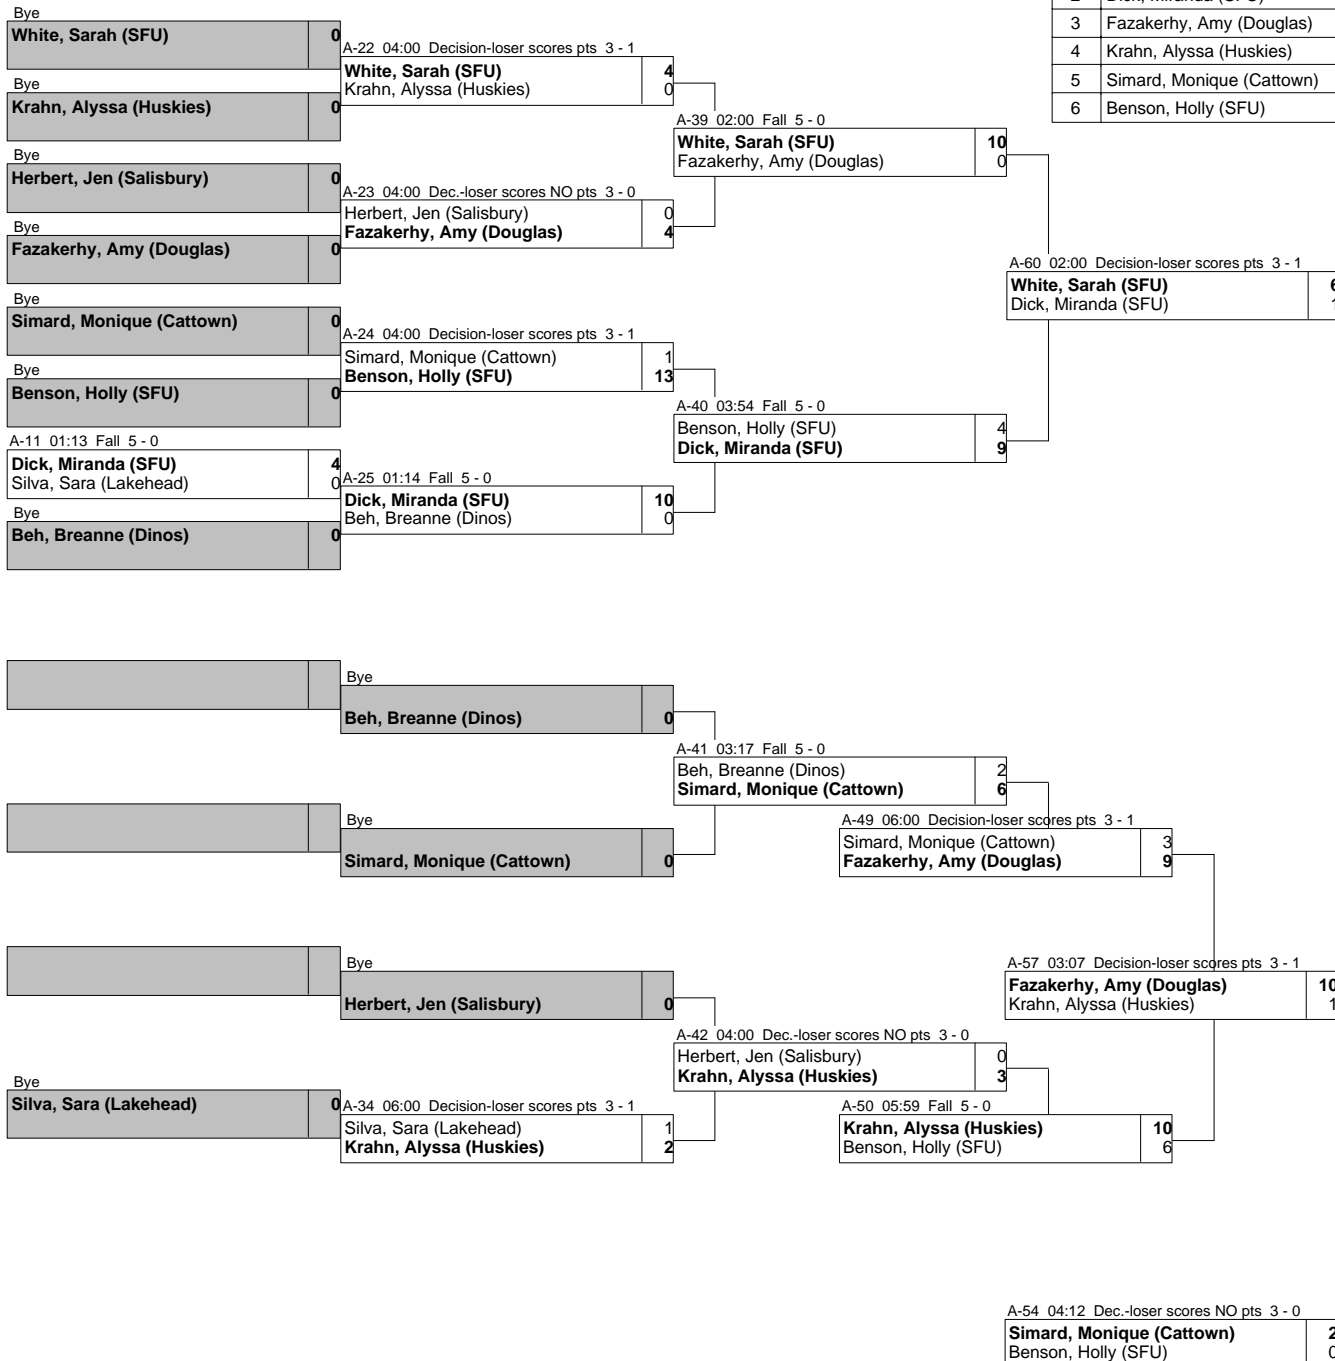 Bye
White, Sarah (SFU) 0
Bye
Krahn, Alyssa (Huskies) 0
Bye
Herbert, Jen (Salisbury) 0
Bye
Fazakerhy, Amy (Douglas) 0
Bye
Simard, Monique (Cattown) 0
Bye
Benson, Holly (SFU) 0
A-11 01:13 Fall 5 - 0
Dick, Miranda (SFU) 4
Silva, Sara (Lakehead) 0
Bye
Beh, Breanne (Dinos) 0
A-22 04:00 Decision-loser scores pts 3 - 1
White, Sarah (SFU) 4
Krahn, Alyssa (Huskies) 0
A-23 04:00 Dec.-loser scores NO pts 3 - 0
Herbert, Jen (Salisbury) 0
Fazakerhy, Amy (Douglas) 4
A-24 04:00 Decision-loser scores pts 3 - 1
Simard, Monique (Cattown) 1
Benson, Holly (SFU) 13
A-25 01:14 Fall 5 - 0
Dick, Miranda (SFU) 10
Beh, Breanne (Dinos) 0
A-39 02:00 Fall 5 - 0
White, Sarah (SFU) 10
Fazakerhy, Amy (Douglas) 0
A-40 03:54 Fall 5 - 0
Benson, Holly (SFU) 4
Dick, Miranda (SFU) 9
2 Dick, Miranda (SFU)
3 Fazakerhy, Amy (Douglas)
4 Krahn, Alyssa (Huskies)
5 Simard, Monique (Cattown)
6 Benson, Holly (SFU)
A-60 02:00 Decision-loser scores pts 3 - 1
White, Sarah (SFU) 6
Dick, Miranda (SFU) 1
Bye
Beh, Breanne (Dinos) 0
Bye
Simard, Monique (Cattown) 0
Bye
Herbert, Jen (Salisbury) 0
Bye
Silva, Sara (Lakehead) 0
A-34 06:00 Decision-loser scores pts 3 - 1
Silva, Sara (Lakehead) 1
Krahn, Alyssa (Huskies) 2
A-41 03:17 Fall 5 - 0
Beh, Breanne (Dinos) 2
Simard, Monique (Cattown) 6
A-42 04:00 Dec.-loser scores NO pts 3 - 0
Herbert, Jen (Salisbury) 0
Krahn, Alyssa (Huskies) 3
A-49 06:00 Decision-loser scores pts 3 - 1
Simard, Monique (Cattown) 3
Fazakerhy, Amy (Douglas) 9
A-50 05:59 Fall 5 - 0
Krahn, Alyssa (Huskies) 10
Benson, Holly (SFU) 6
A-57 03:07 Decision-loser scores pts 3 - 1
Fazakerhy, Amy (Douglas) 10
Krahn, Alyssa (Huskies) 1
A-54 04:12 Dec.-loser scores NO pts 3 - 0
Simard, Monique (Cattown) 2
Benson, Holly (SFU) 0